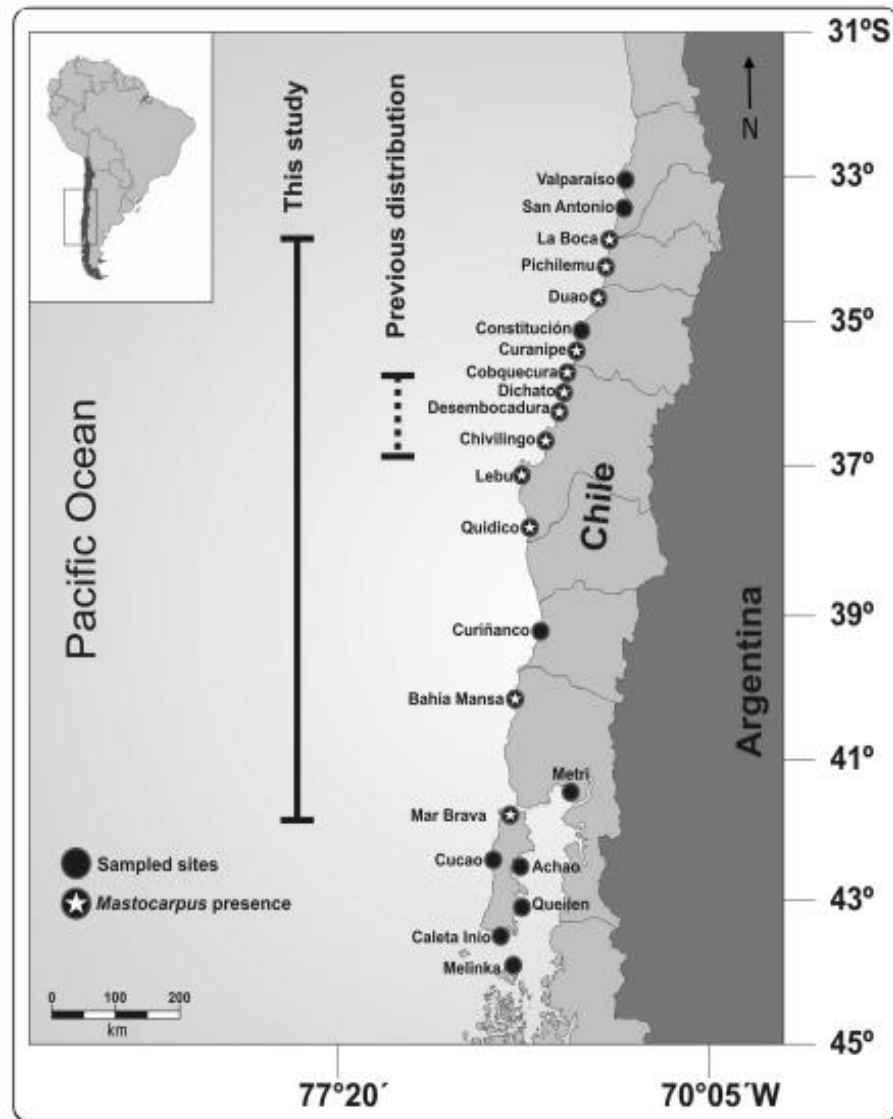 31ºS
N
This study
Previous distribution
Valparaíso
33º
San Antonio
La Boca
Pichilemu
Duao
Constitución
35º
Curanipe
Cobquecura
Dichato
Desembocadura
Chivilingo
37º
Lebu
Chile
Quidico
Pacific Ocean
39º
Curiñanco
Argentina
Bahia Mansa
41º
Metri
Mar Brava
Sampled sites
Cucao
Achao
Mastocarpus presence
Queilen
43º
Caleta Inio
Melinka
0 100 200
km
45º
77º20´
70º05´W